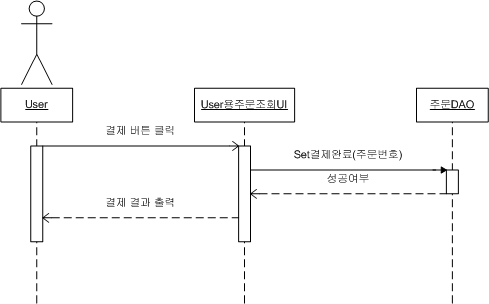 User
User용주문조회UI
주문DAO
결제 버튼 클릭
Set결제완료(주문번호)
성공여부
결제 결과 출력